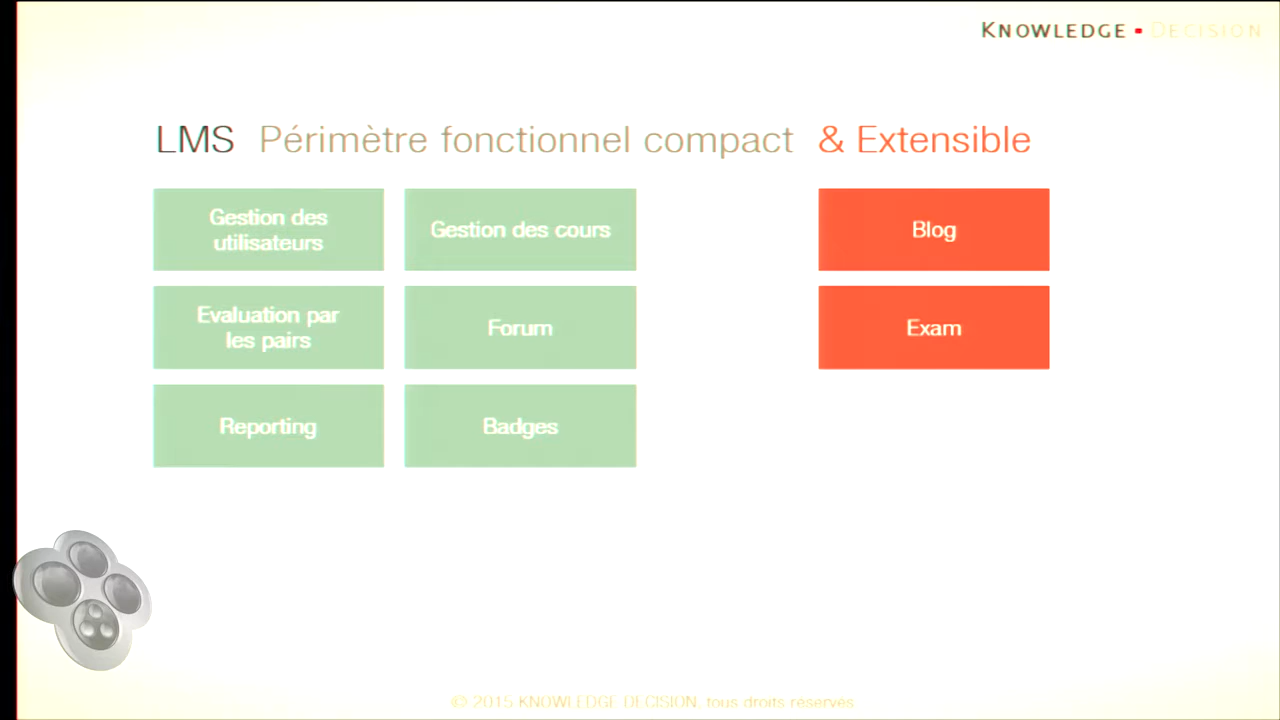 KNOWLEDGE ▪ DECISION
LMS Périmètre fonctionnel compact & Extensible
Gestion des
utilisateurs
Gestion des cours
Blog
Evaluation par
les pairs
Forum
Exam
Reporting
Badges
© 2015 KNOWLEDGE DECISION, tous droits reservés